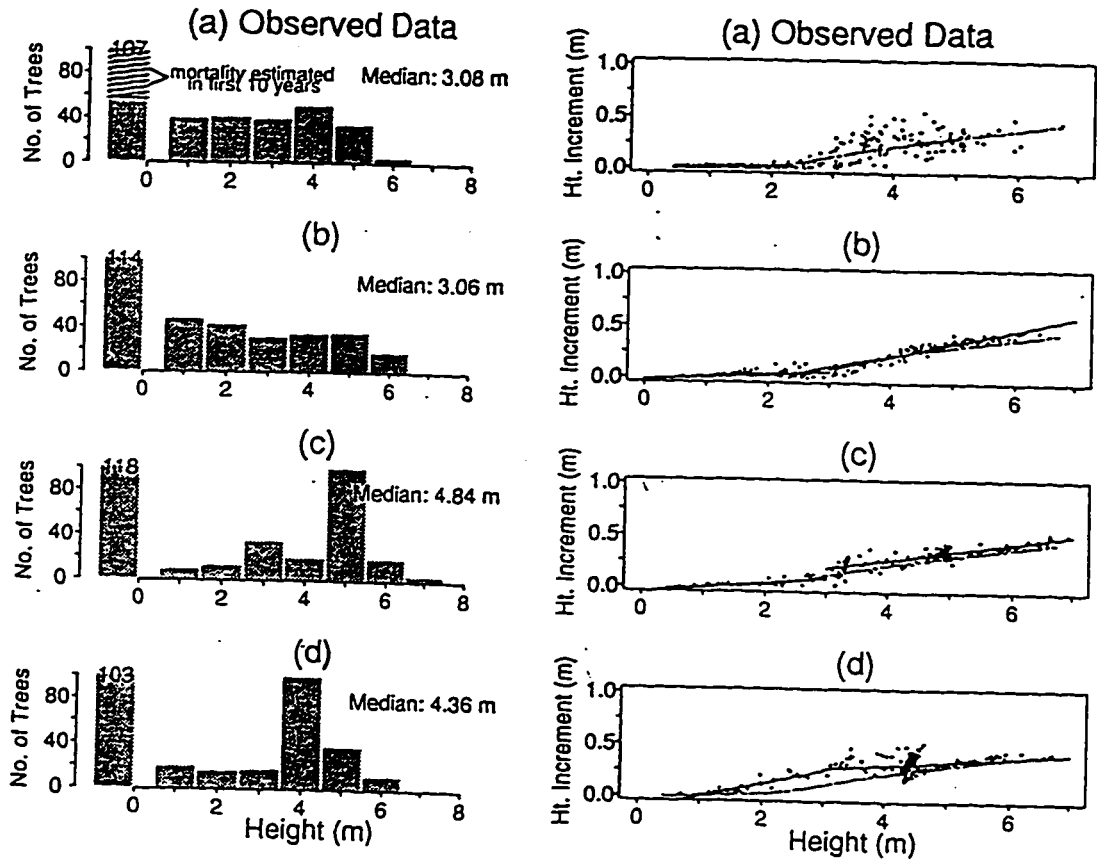 (a) Observed Data
107
mortality estimated
in first 10 years
Median: 3.08 m
No. of Trees
80
40
0
0 2 4 6 8
(b)
114
Median: 3.06 m
No. of Trees
80
40
0
0 2 4 6 8
(c)
118
Median: 4.84 m
No. of Trees
80
40
0
0 2 4 6 8
(d)
103
Median: 4.36 m
No. of Trees
80
40
0
0 2 4 6 8
Height (m)
(a) Observed Data
Ht. Increment (m)
1.0
0.5
0.0
0 2 4 6
(b)
Ht. Increment (m)
1.0
0.5
0.0
0 2 4 6
(c)
Ht. Increment (m)
1.0
0.5
0.0
0 2 4 6
(d)
Ht. Increment (m)
1.0
0.5
0.0
0 2 4 6
Height (m)